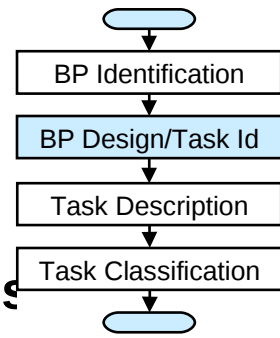 BP Identification
BP Design/Task Id
Task Description
Task Classification